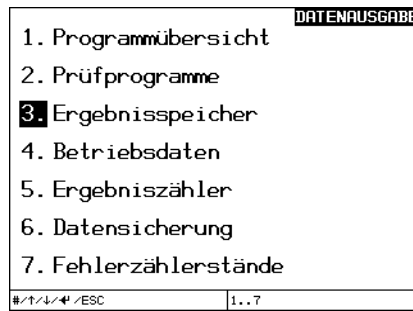 DATENAUSGABE
1. Programmübersicht
2. Prüfprogramme
3. Ergebnisspeicher
4. Betriebsdaten
5. Ergebniszähler
6. Datensicherung
7. Fehlerzählerstände
#/↑/↓/↵/ESC 1..7